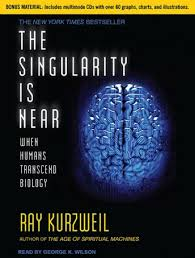 BONUS MATERIAL: Includes multimode CDs with over 60 graphs, charts, and illustrations.
THE NEW YORK TIMES BESTSELLER
THE
SINGULARITY
IS
NEAR
WHEN
HUMANS
TRANSCEND
BIOLOGY
RAY KURZWEIL
AUTHOR OF THE AGE OF SPIRITUAL MACHINES
READ BY GEORGE K. WILSON